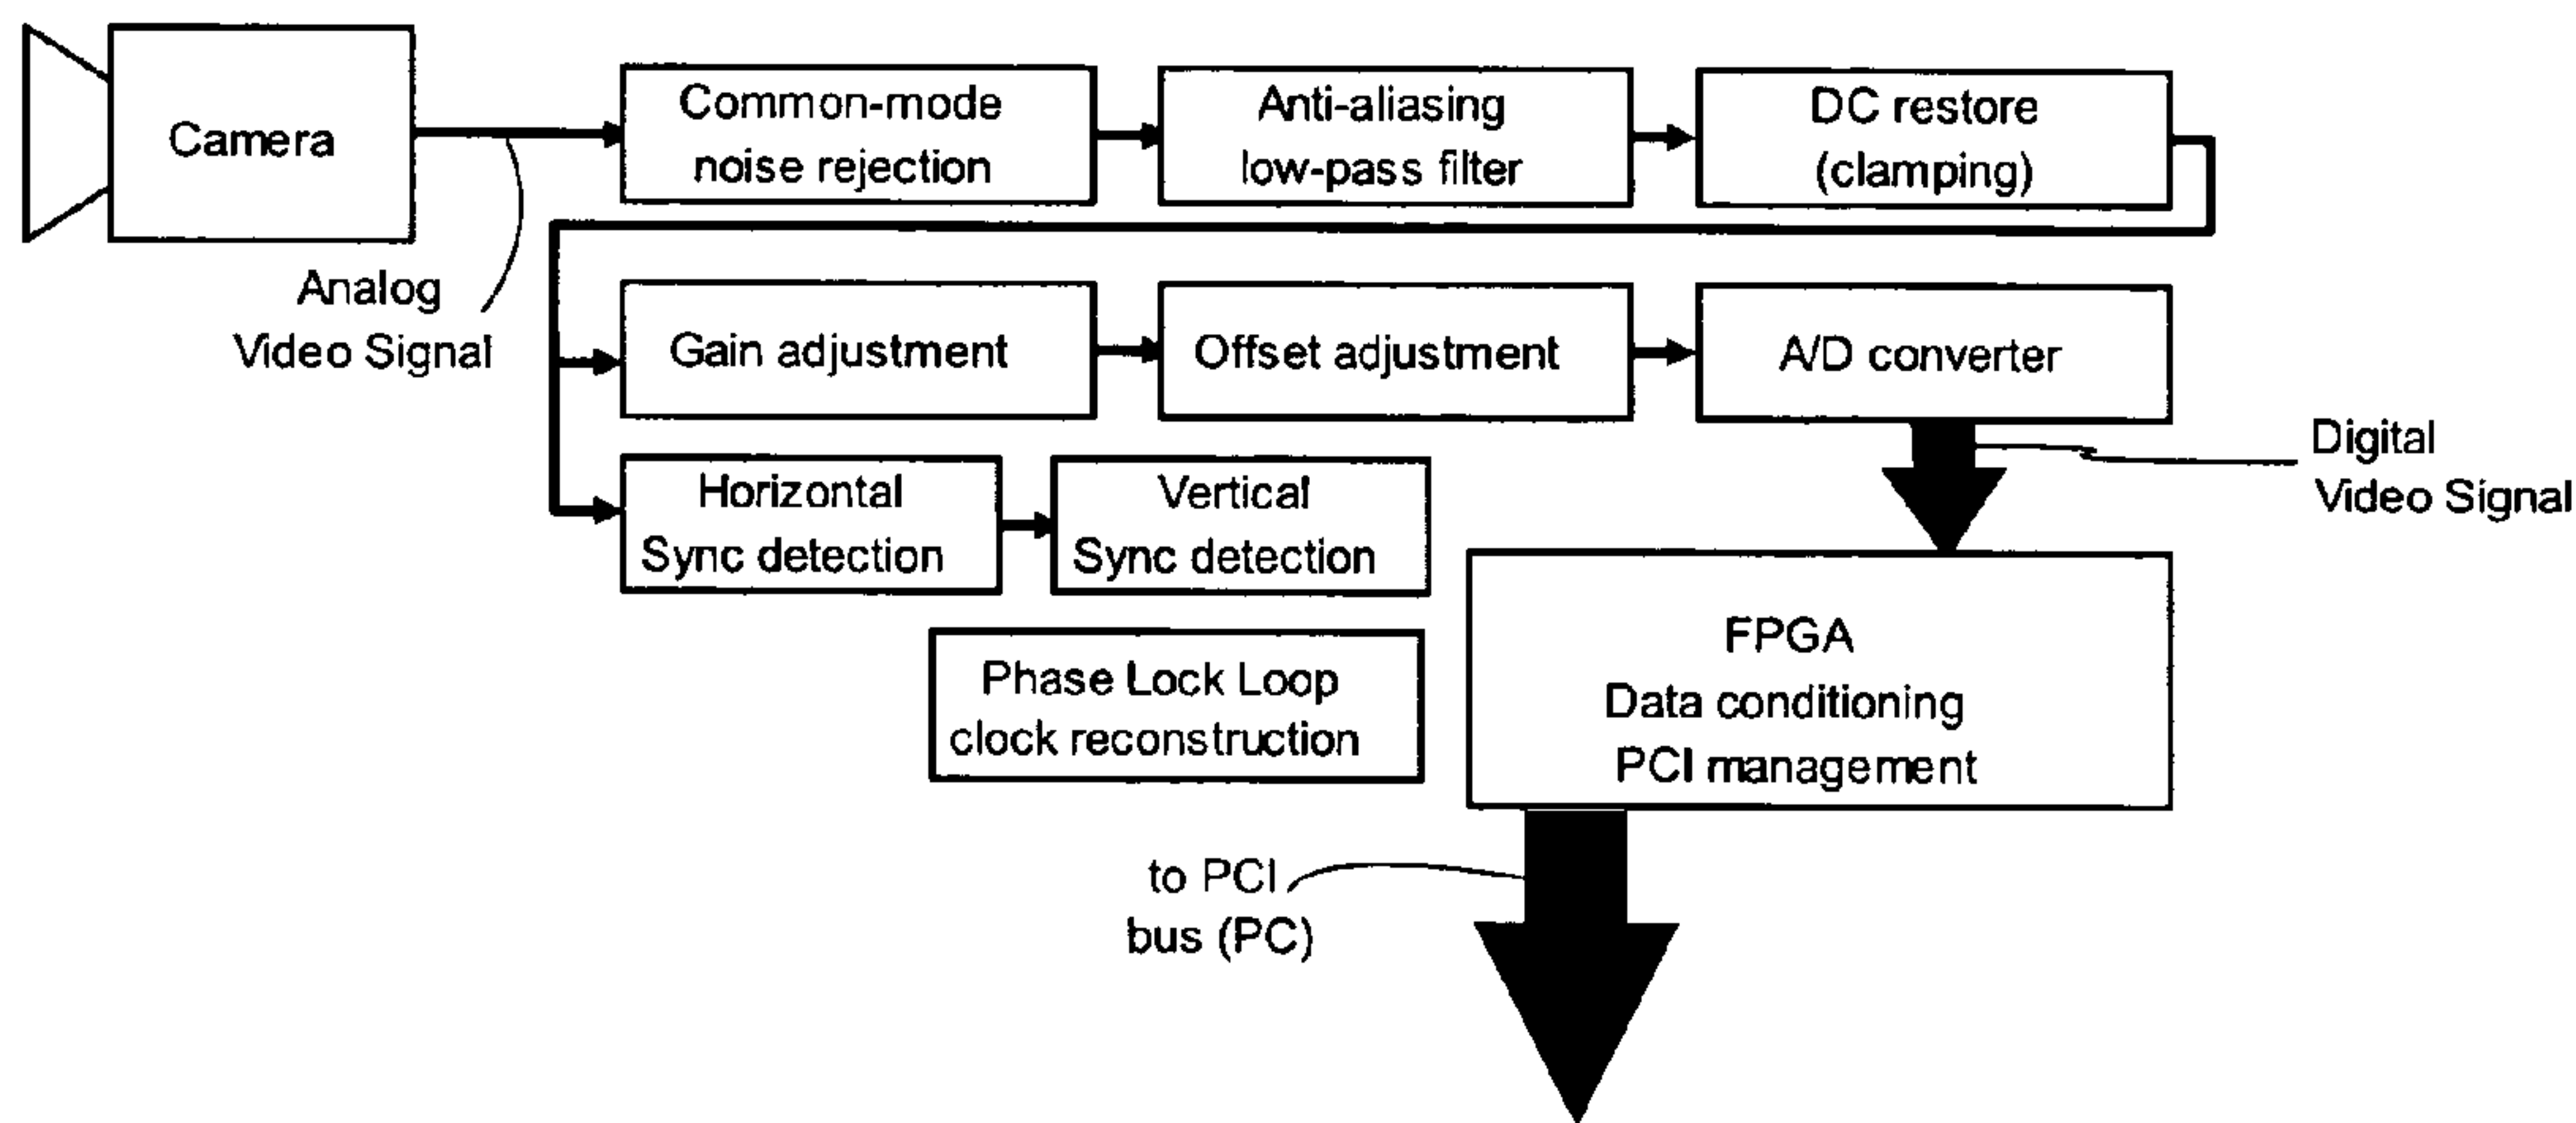 Camera
Common-mode
noise rejection
Anti-aliasing
low-pass filter
DC restore
(clamping)
Analog
Video Signal
Gain adjustment
Offset adjustment
A/D converter
Digital
Video Signal
Horizontal
Sync detection
Vertical
Sync detection
Phase Lock Loop
clock reconstruction
FPGA
Data conditioning
PCI management
to PCI
bus (PC)